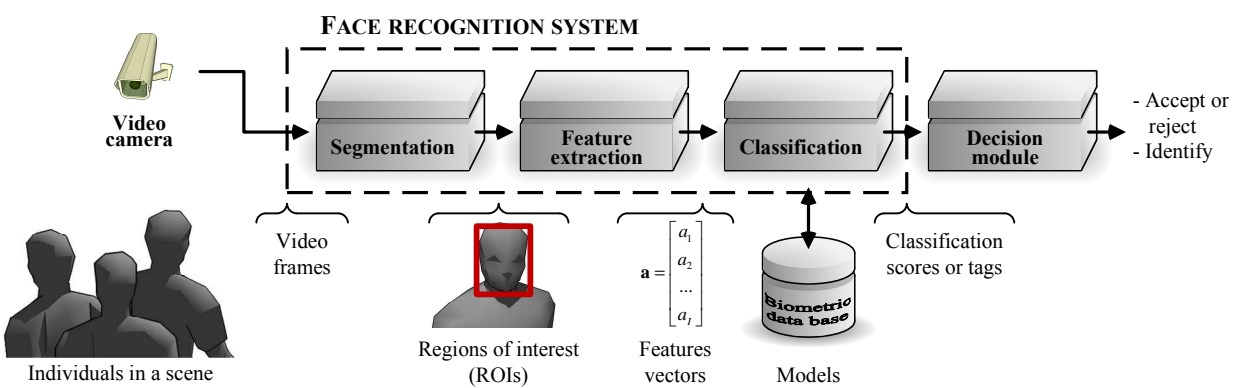 FACE RECOGNITION SYSTEM
Video
camera
Segmentation
Feature
extraction
Classification
Decision
module
- Accept or
reject
- Identify
Video
frames
Individuals in a scene
Regions of interest
(ROIs)
a = [a1
a2
...
aI]
Features
vectors
Biometric
data base
Models
Classification
scores or tags